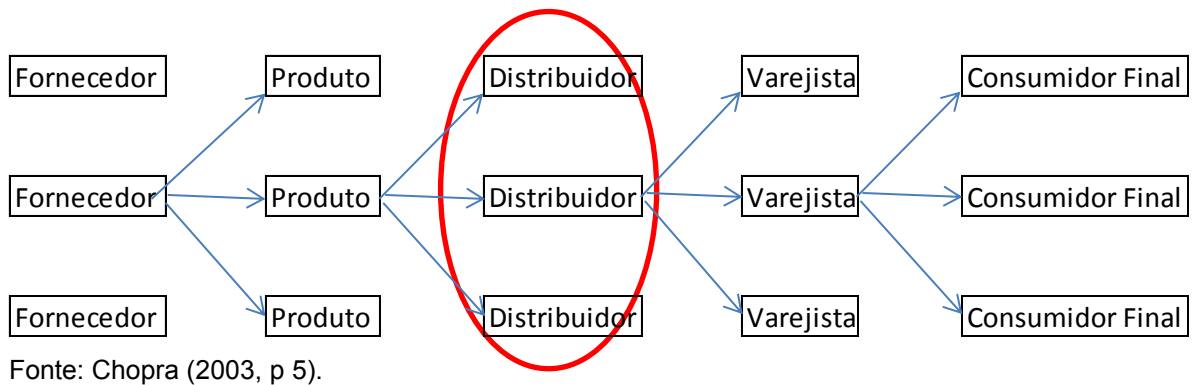 Fornecedor Produto Distribuidor Varejista Consumidor Final
Fornecedor Produto Distribuidor Varejista Consumidor Final
Fornecedor Produto Distribuidor Varejista Consumidor Final
Fonte: Chopra (2003, p 5).